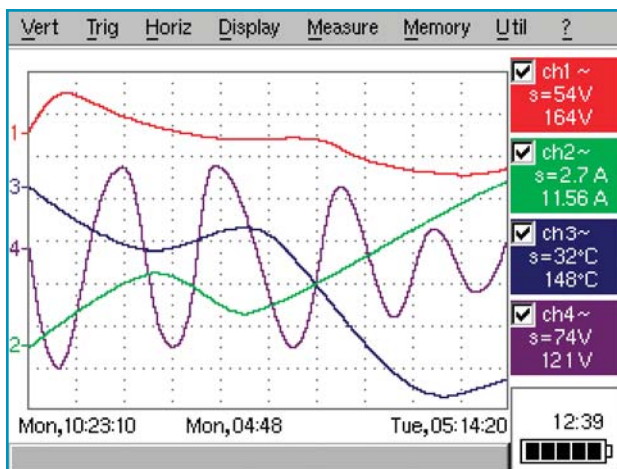 Vert Trig Horiz Display Measure Memory Util ?
ch1 ~
s=54V
164V
ch2~
s=2.7 A
11.56 A
ch3~
s=32°C
148°C
ch4~
s=74V
121V
1
3
4
2
Mon,10:23:10 Mon,04:48 Tue,05:14:20
12:39